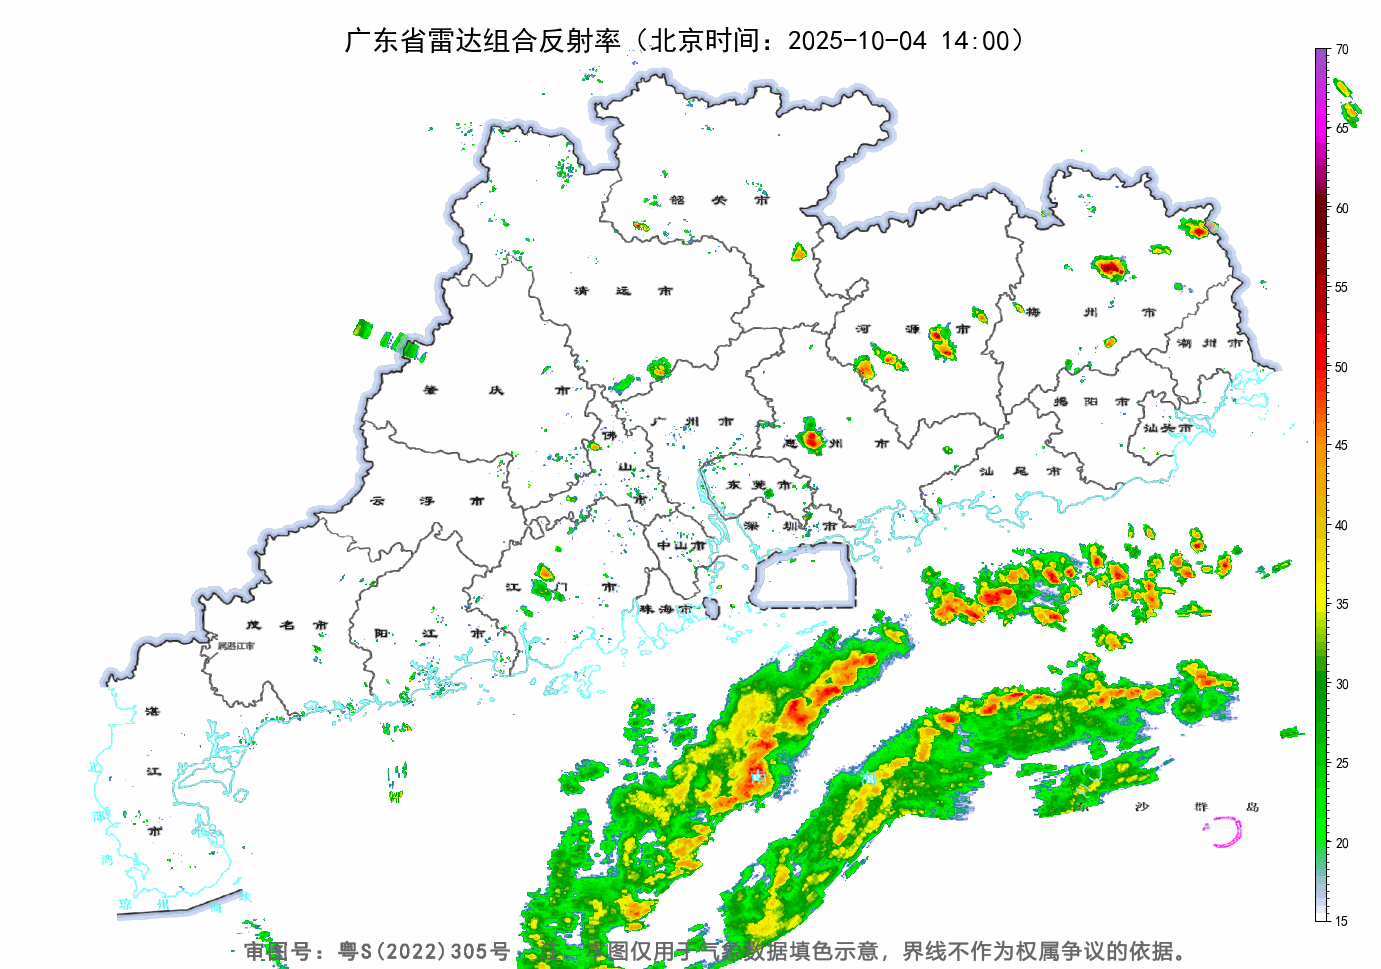 广东省雷达组合反射率（北京时间：2025-10-04 14:00）
70
65
60
55
50
45
40
35
30
25
20
15
韶关市
清远市
河源市
梅州市
潮州市
肇庆市
广州市
惠州市
揭阳市
汕头市
佛山市
云浮市
东莞市
汕尾市
深圳市
中山市
江门市
珠海市
茂名市
阳江市
属湛江市
湛江市
北部湾
琼州海峡
南海
沙群岛
审图号：粤S(2022)305号
图仅用于气象数据填色示意，界线不作为权属争议的依据。